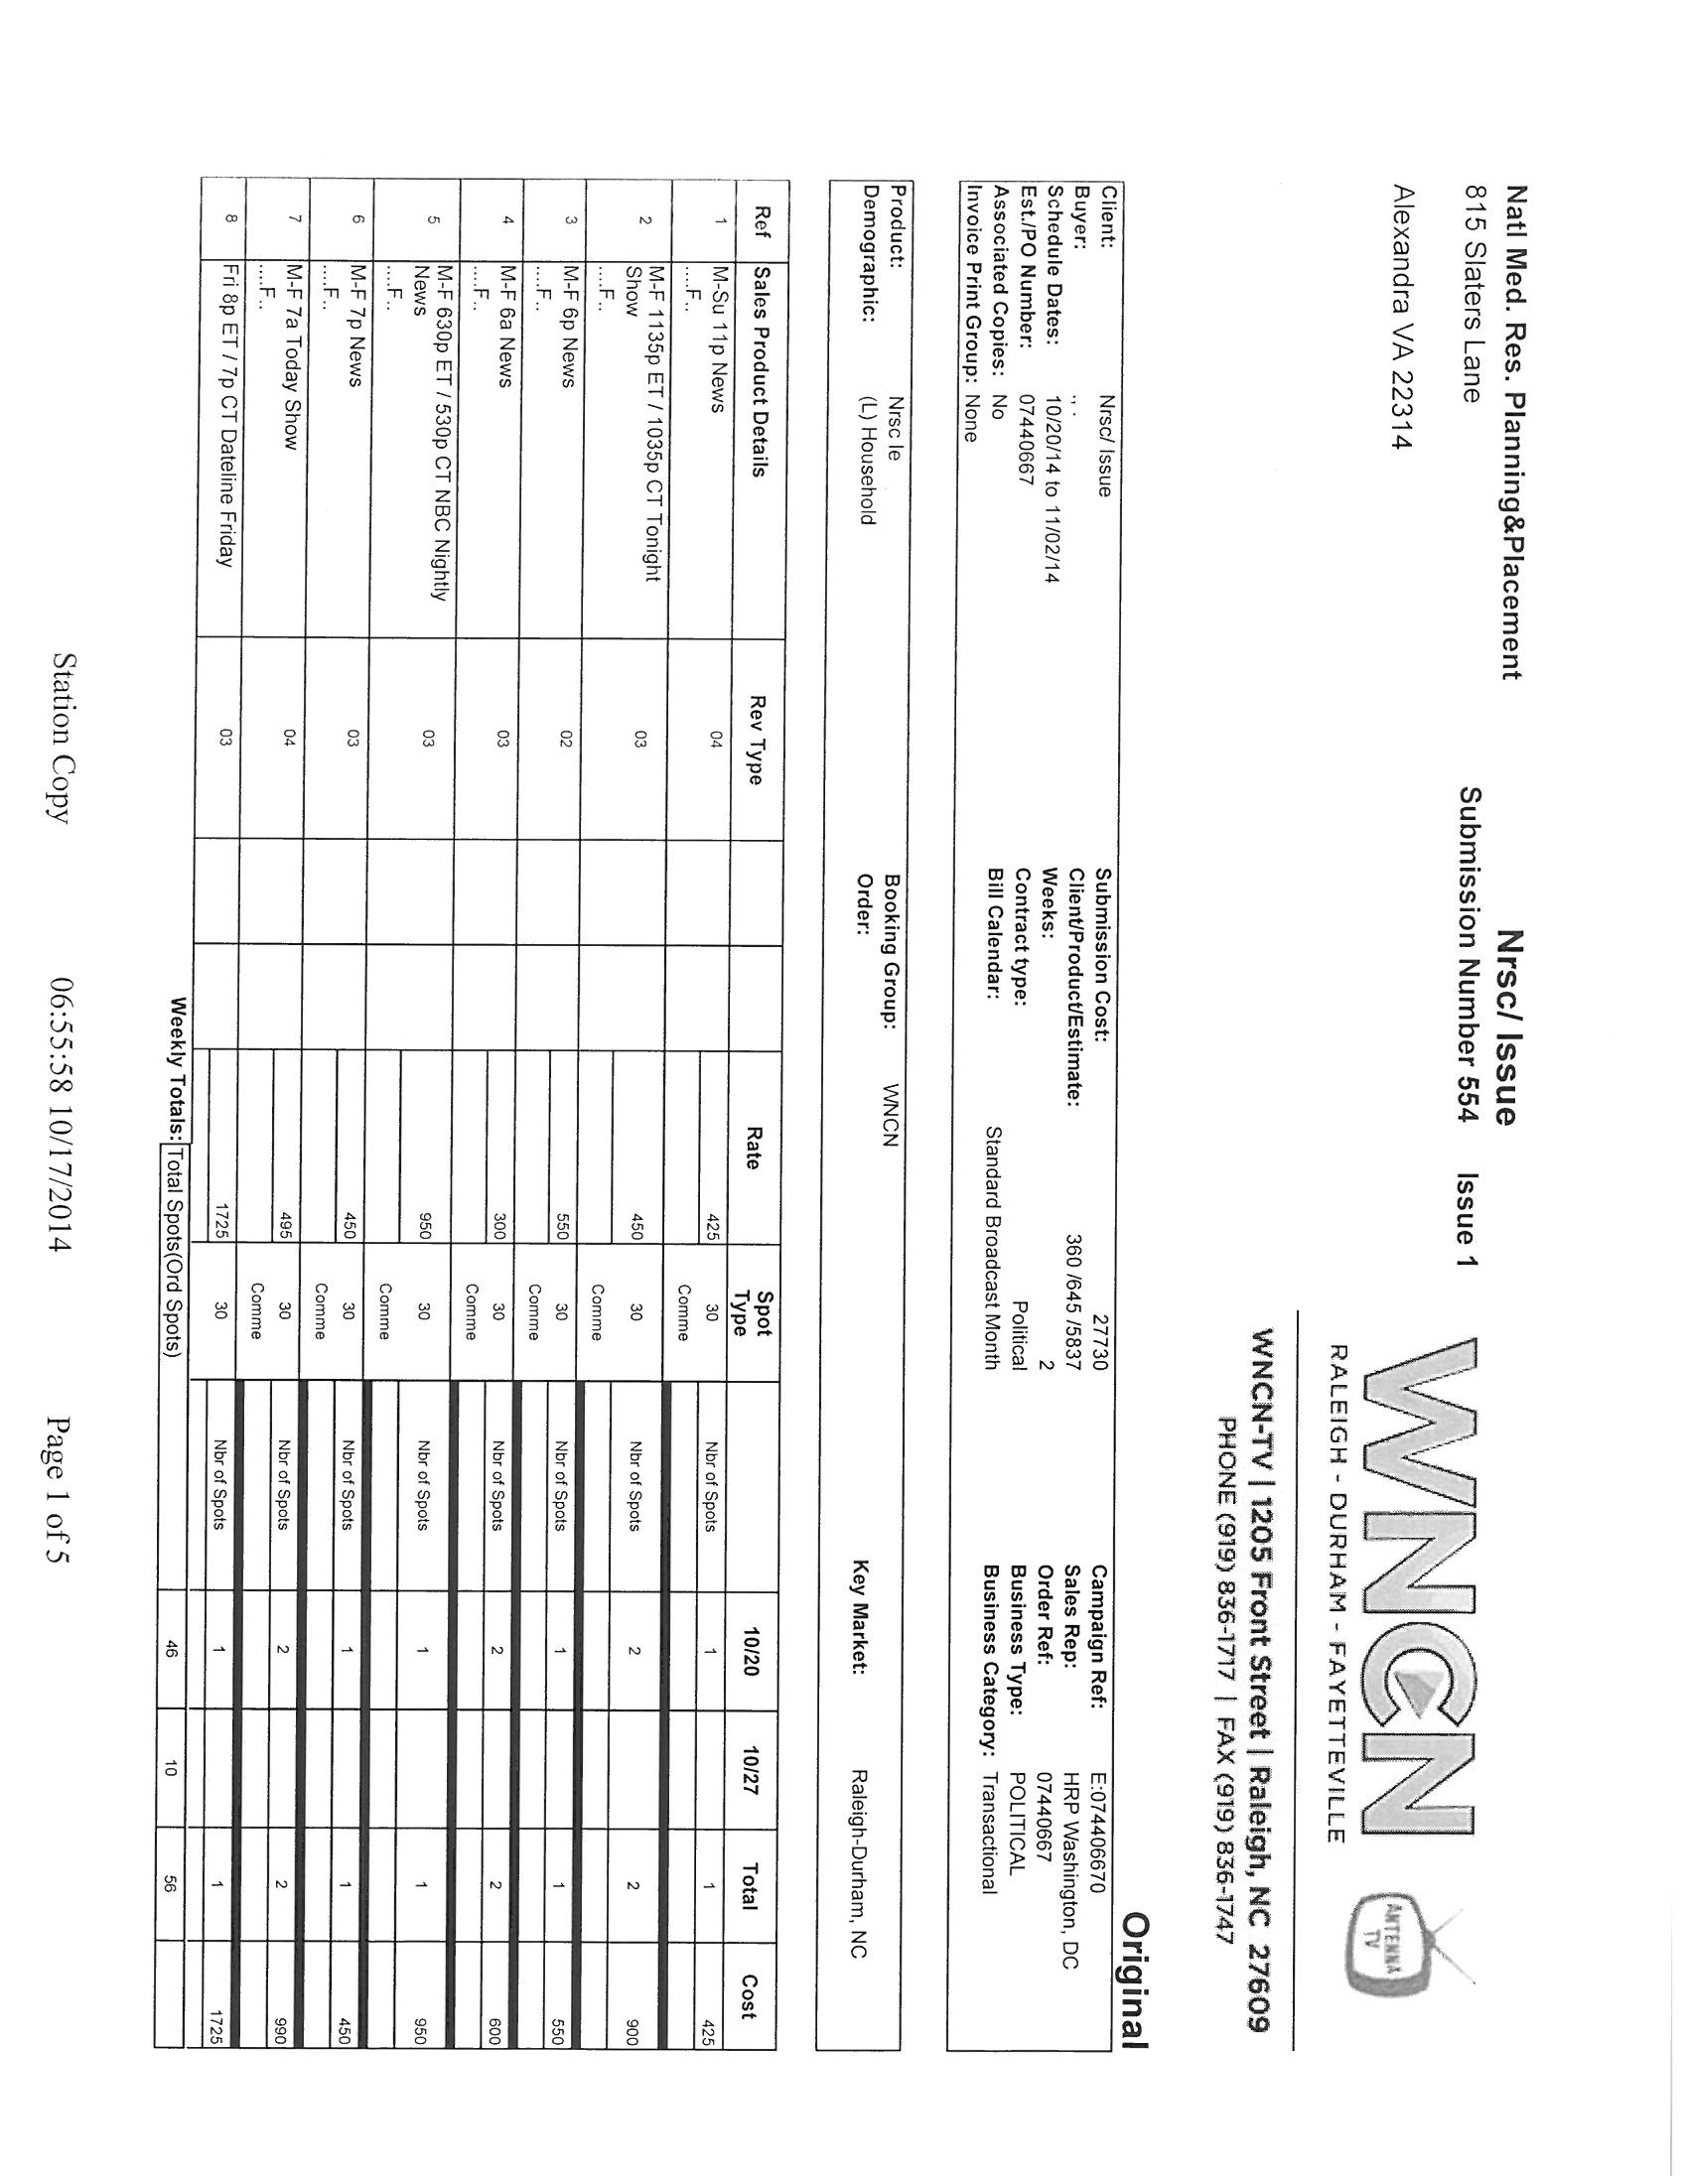 Natl Med. Res. Planning&Placement
815 Slaters Lane
Alexandra VA 22314
Nrsc/ Issue
Submission Number 554 Issue 1
WNCN
RALEIGH - DURHAM - FAYETTEVILLE
ANTENNA
TV
WNCN-TV | 1205 Front Street | Raleigh, NC 27609
PHONE (919) 836-1717 | FAX (919) 836-1747
Original
Client: Nrsc/ Issue Submission Cost: 27730 Campaign Ref: E:074406670
Buyer: , . Client/Product/Estimate: 360 /645 /5837 Sales Rep: HRP Washington, DC
Schedule Dates: 10/20/14 to 11/02/14 Weeks: 2 Order Ref: 07440667
Est./PO Number: 07440667 Contract type: Political Business Type: POLITICAL
Associated Copies: No Bill Calendar: Standard Broadcast Month Business Category: Transactional
Invoice Print Group: None
Product: Nrsc Ie Booking Group: WNCN
Demographic: (L) Household Order: Key Market: Raleigh-Durham, NC
Ref Sales Product Details Rev Type Rate Spot Type 10/20 10/27 Total Cost
1 M-Su 11p News 04 425 30 Nbr of Spots 1 1 425
....F.. Comme
2 M-F 1135p ET / 1035p CT Tonight 03 450 30 Nbr of Spots 2 2 900
Show
....F.. Comme
3 M-F 6p News 02 550 30 Nbr of Spots 1 1 550
....F.. Comme
4 M-F 6a News 03 300 30 Nbr of Spots 2 2 600
....F.. Comme
5 M-F 630p ET / 530p CT NBC Nightly 03 950 30 Nbr of Spots 1 1 950
News
....F.. Comme
6 M-F 7p News 03 450 30 Nbr of Spots 1 1 450
....F.. Comme
7 M-F 7a Today Show 04 495 30 Nbr of Spots 2 2 990
....F.. Comme
8 Fri 8p ET / 7p CT Dateline Friday 03 1725 30 Nbr of Spots 1 1 1725
Weekly Totals: Total Spots(Ord Spots) 46 10 56
Station Copy 06:55:58 10/17/2014 Page 1 of 5